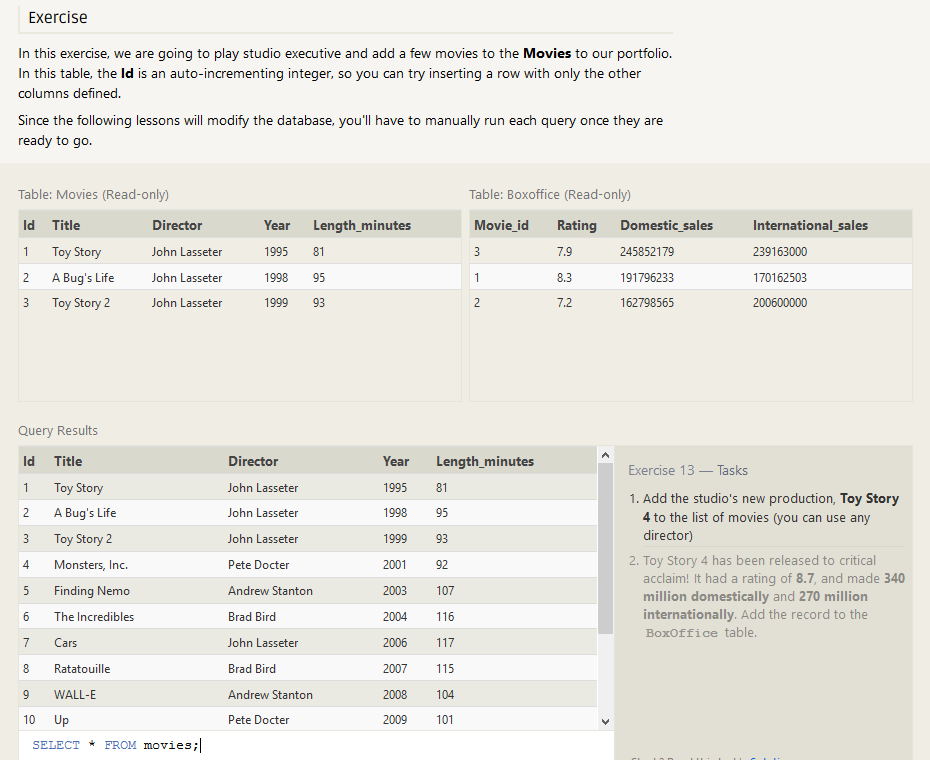 Exercise
In this exercise, we are going to play studio executive and add a few movies to the Movies to our portfolio.
In this table, the Id is an auto-incrementing integer, so you can try inserting a row with only the other
columns defined.
Since the following lessons will modify the database, you'll have to manually run each query once they are
ready to go.
Table: Movies (Read-only)
Id Title Director Year Length_minutes
1 Toy Story John Lasseter 1995 81
2 A Bug's Life John Lasseter 1998 95
3 Toy Story 2 John Lasseter 1999 93
Table: Boxoffice (Read-only)
Movie_id Rating Domestic_sales International_sales
3 7.9 245852179 239163000
1 8.3 191796233 170162503
2 7.2 162798565 200600000
Query Results
Id Title Director Year Length_minutes
1 Toy Story John Lasseter 1995 81
2 A Bug's Life John Lasseter 1998 95
3 Toy Story 2 John Lasseter 1999 93
4 Monsters, Inc. Pete Docter 2001 92
5 Finding Nemo Andrew Stanton 2003 107
6 The Incredibles Brad Bird 2004 116
7 Cars John Lasseter 2006 117
8 Ratatouille Brad Bird 2007 115
9 WALL-E Andrew Stanton 2008 104
10 Up Pete Docter 2009 101
SELECT * FROM movies;
Exercise 13 — Tasks
1. Add the studio's new production, Toy Story
4 to the list of movies (you can use any
director)
2. Toy Story 4 has been released to critical
acclaim! It had a rating of 8.7, and made 340
million domestically and 270 million
internationally. Add the record to the
BoxOffice table.